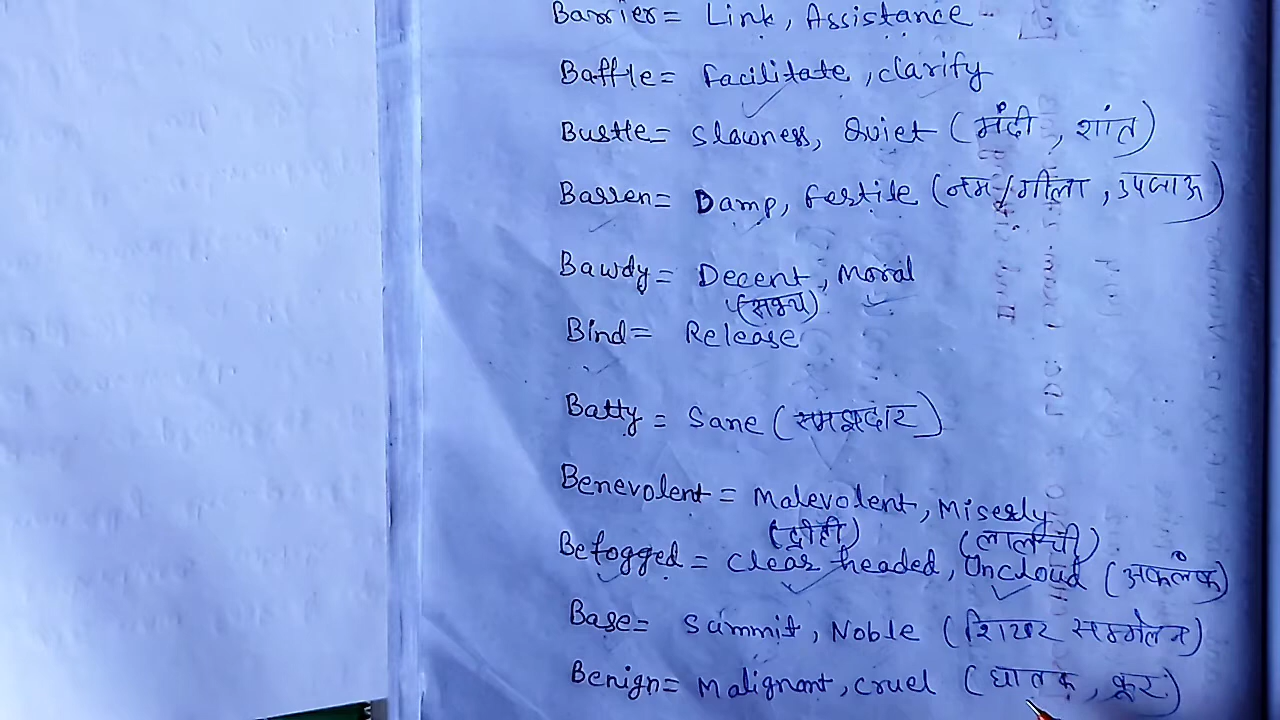 Barrier = Link, Assistance
Baffle = facilitate, clarify
Bustle = Slowness, Quiet (मंदी, शांत)
Barren = Damp, fertile (नम/गीला, उपजाऊ)
Bawdy = Decent, Moral
(सभ्य)
Bind = Release
Batty = Sane (समझदार)
Benevolent = Malevolent, Miserly
(द्रोही) (लालची)
Befogged = Clear headed, Uncloud (अकलंक)
Base = Summit, Noble (शिखर सम्मेलन)
Benign = Malignant, cruel (घातक, क्रूर)